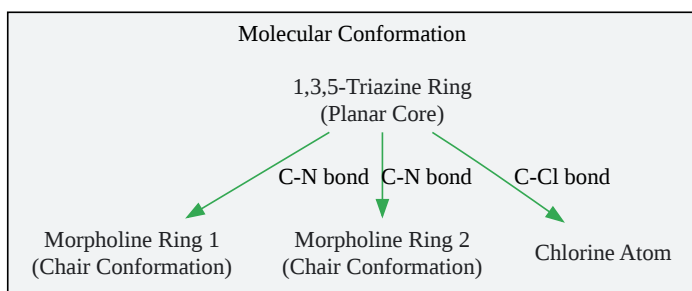 Molecular Conformation
1,3,5-Triazine Ring
(Planar Core)
C-N bond
C-N bond
C-Cl bond
Morpholine Ring 1
(Chair Conformation)
Morpholine Ring 2
(Chair Conformation)
Chlorine Atom